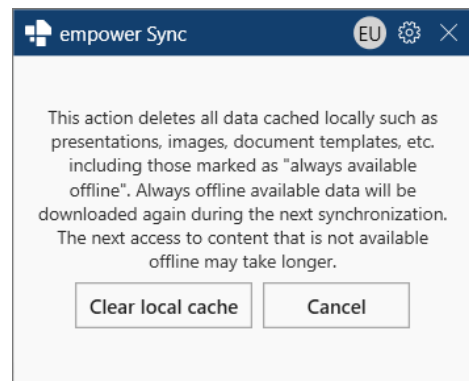 empower Sync EU
This action deletes all data cached locally such as
presentations, images, document templates, etc.
including those marked as "always available
offline". Always offline available data will be
downloaded again during the next synchronization.
The next access to content that is not available
offline may take longer.
Clear local cache Cancel